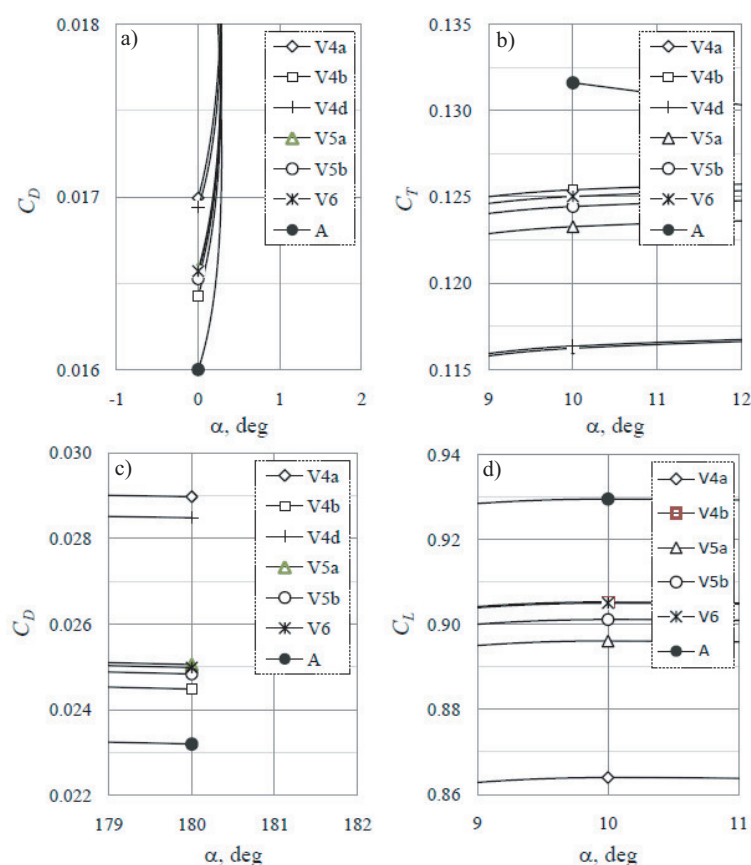 a)
0.018
0.017
0.016
C_D
-1 0 1 2
α, deg
V4a
V4b
V4d
V5a
V5b
V6
A
b)
0.135
0.130
0.125
0.120
0.115
C_T
9 10 11 12
α, deg
V4a
V4b
V4d
V5a
V5b
V6
A
c)
0.030
0.028
0.026
0.024
0.022
C_D
179 180 181 182
α, deg
V4a
V4b
V4d
V5a
V5b
V6
A
d)
0.94
0.92
0.90
0.88
0.86
C_L
9 10 11
α, deg
V4a
V4b
V5a
V5b
V6
A